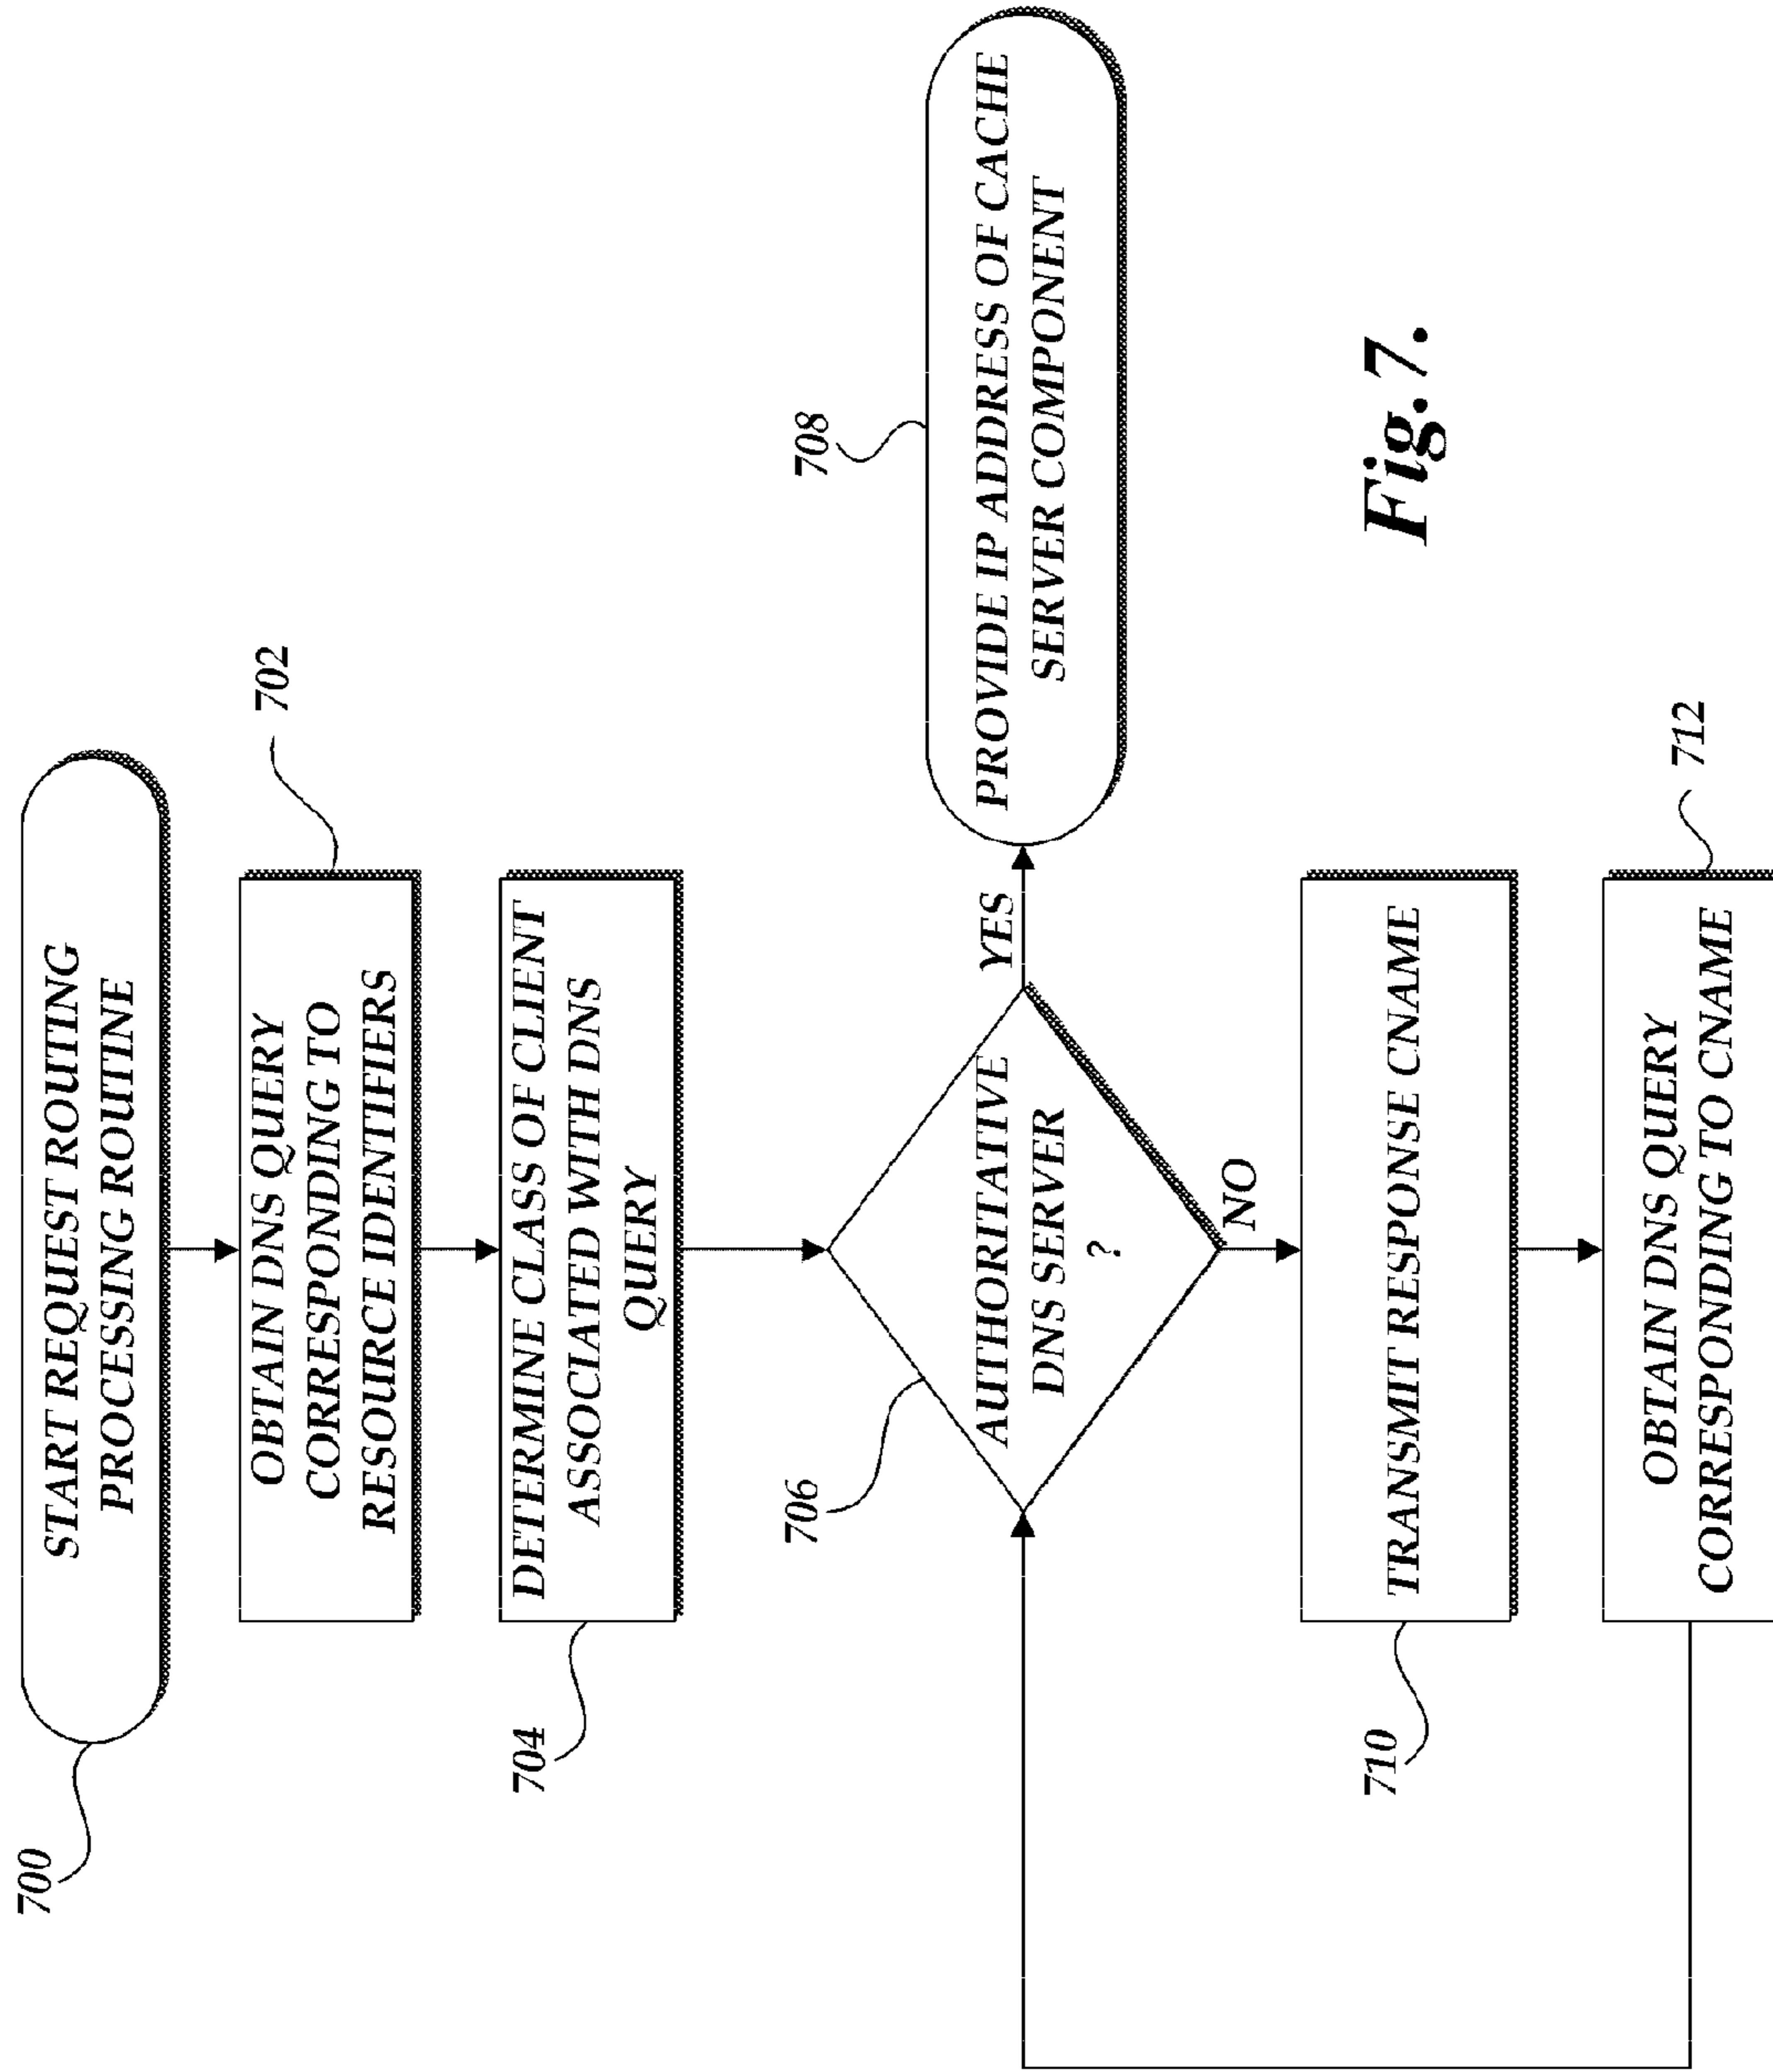 700
START REQUEST ROUTING
PROCESSING ROUTINE
702
OBTAIN DNS QUERY
CORRESPONDING TO
RESOURCE IDENTIFIERS
704
DETERMINE CLASS OF CLIENT
ASSOCIATED WITH DNS
QUERY
706
AUTHORITATIVE
DNS SERVER
?
YES
708
PROVIDE IP ADDRESS OF CACHE
SERVER COMPONENT
NO
710
TRANSMIT RESPONSE CNAME
712
OBTAIN DNS QUERY
CORRESPONDING TO CNAME
Fig.7.